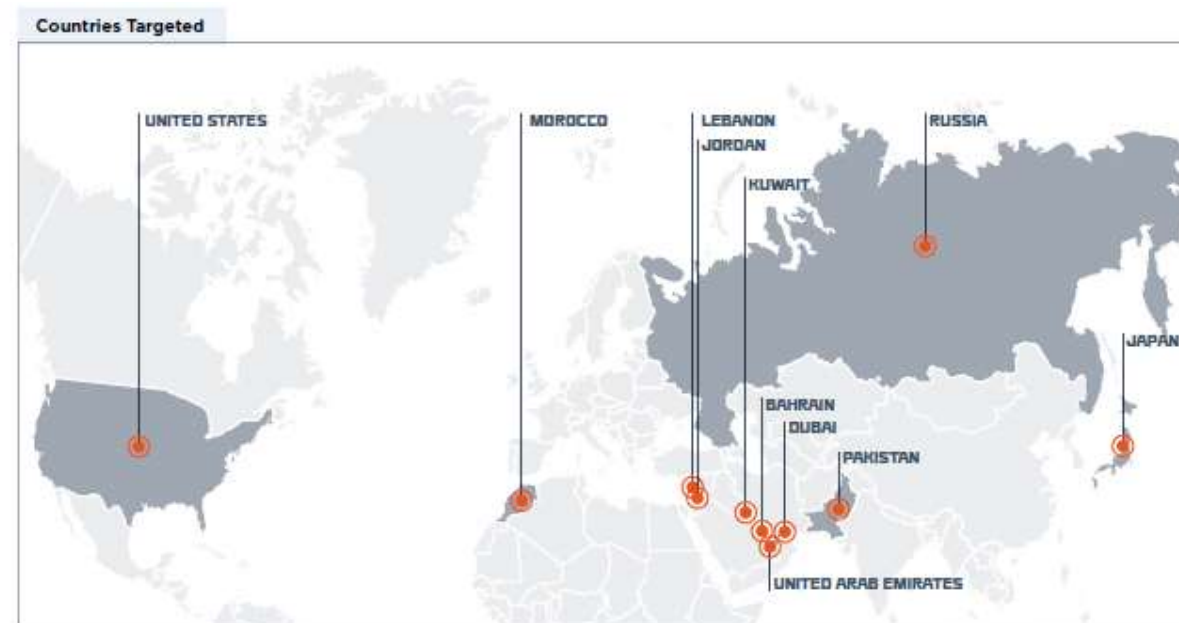 Countries Targeted
UNITED STATES
MOROCCO
LEBANON
RUSSIA
JORDAN
KUWAIT
JAPAN
BAHRAIN
DUBAI
PAKISTAN
UNITED ARAB EMIRATES